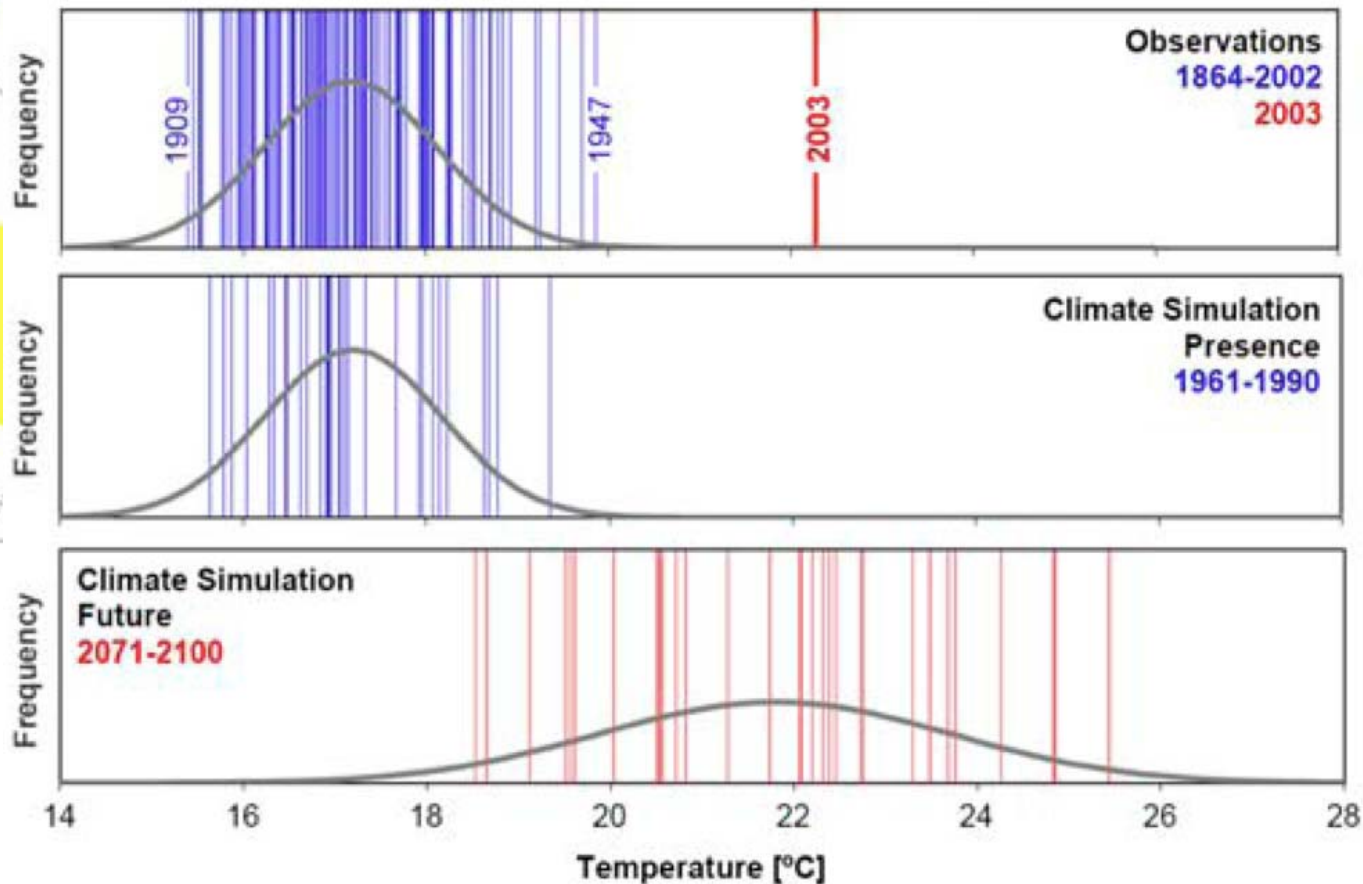 Frequency
1909
1947
2003
Observations
1864-2002
2003
Frequency
Climate Simulation
Presence
1961-1990
Frequency
Climate Simulation
Future
2071-2100
14 16 18 20 22 24 26 28
Temperature [ºC]